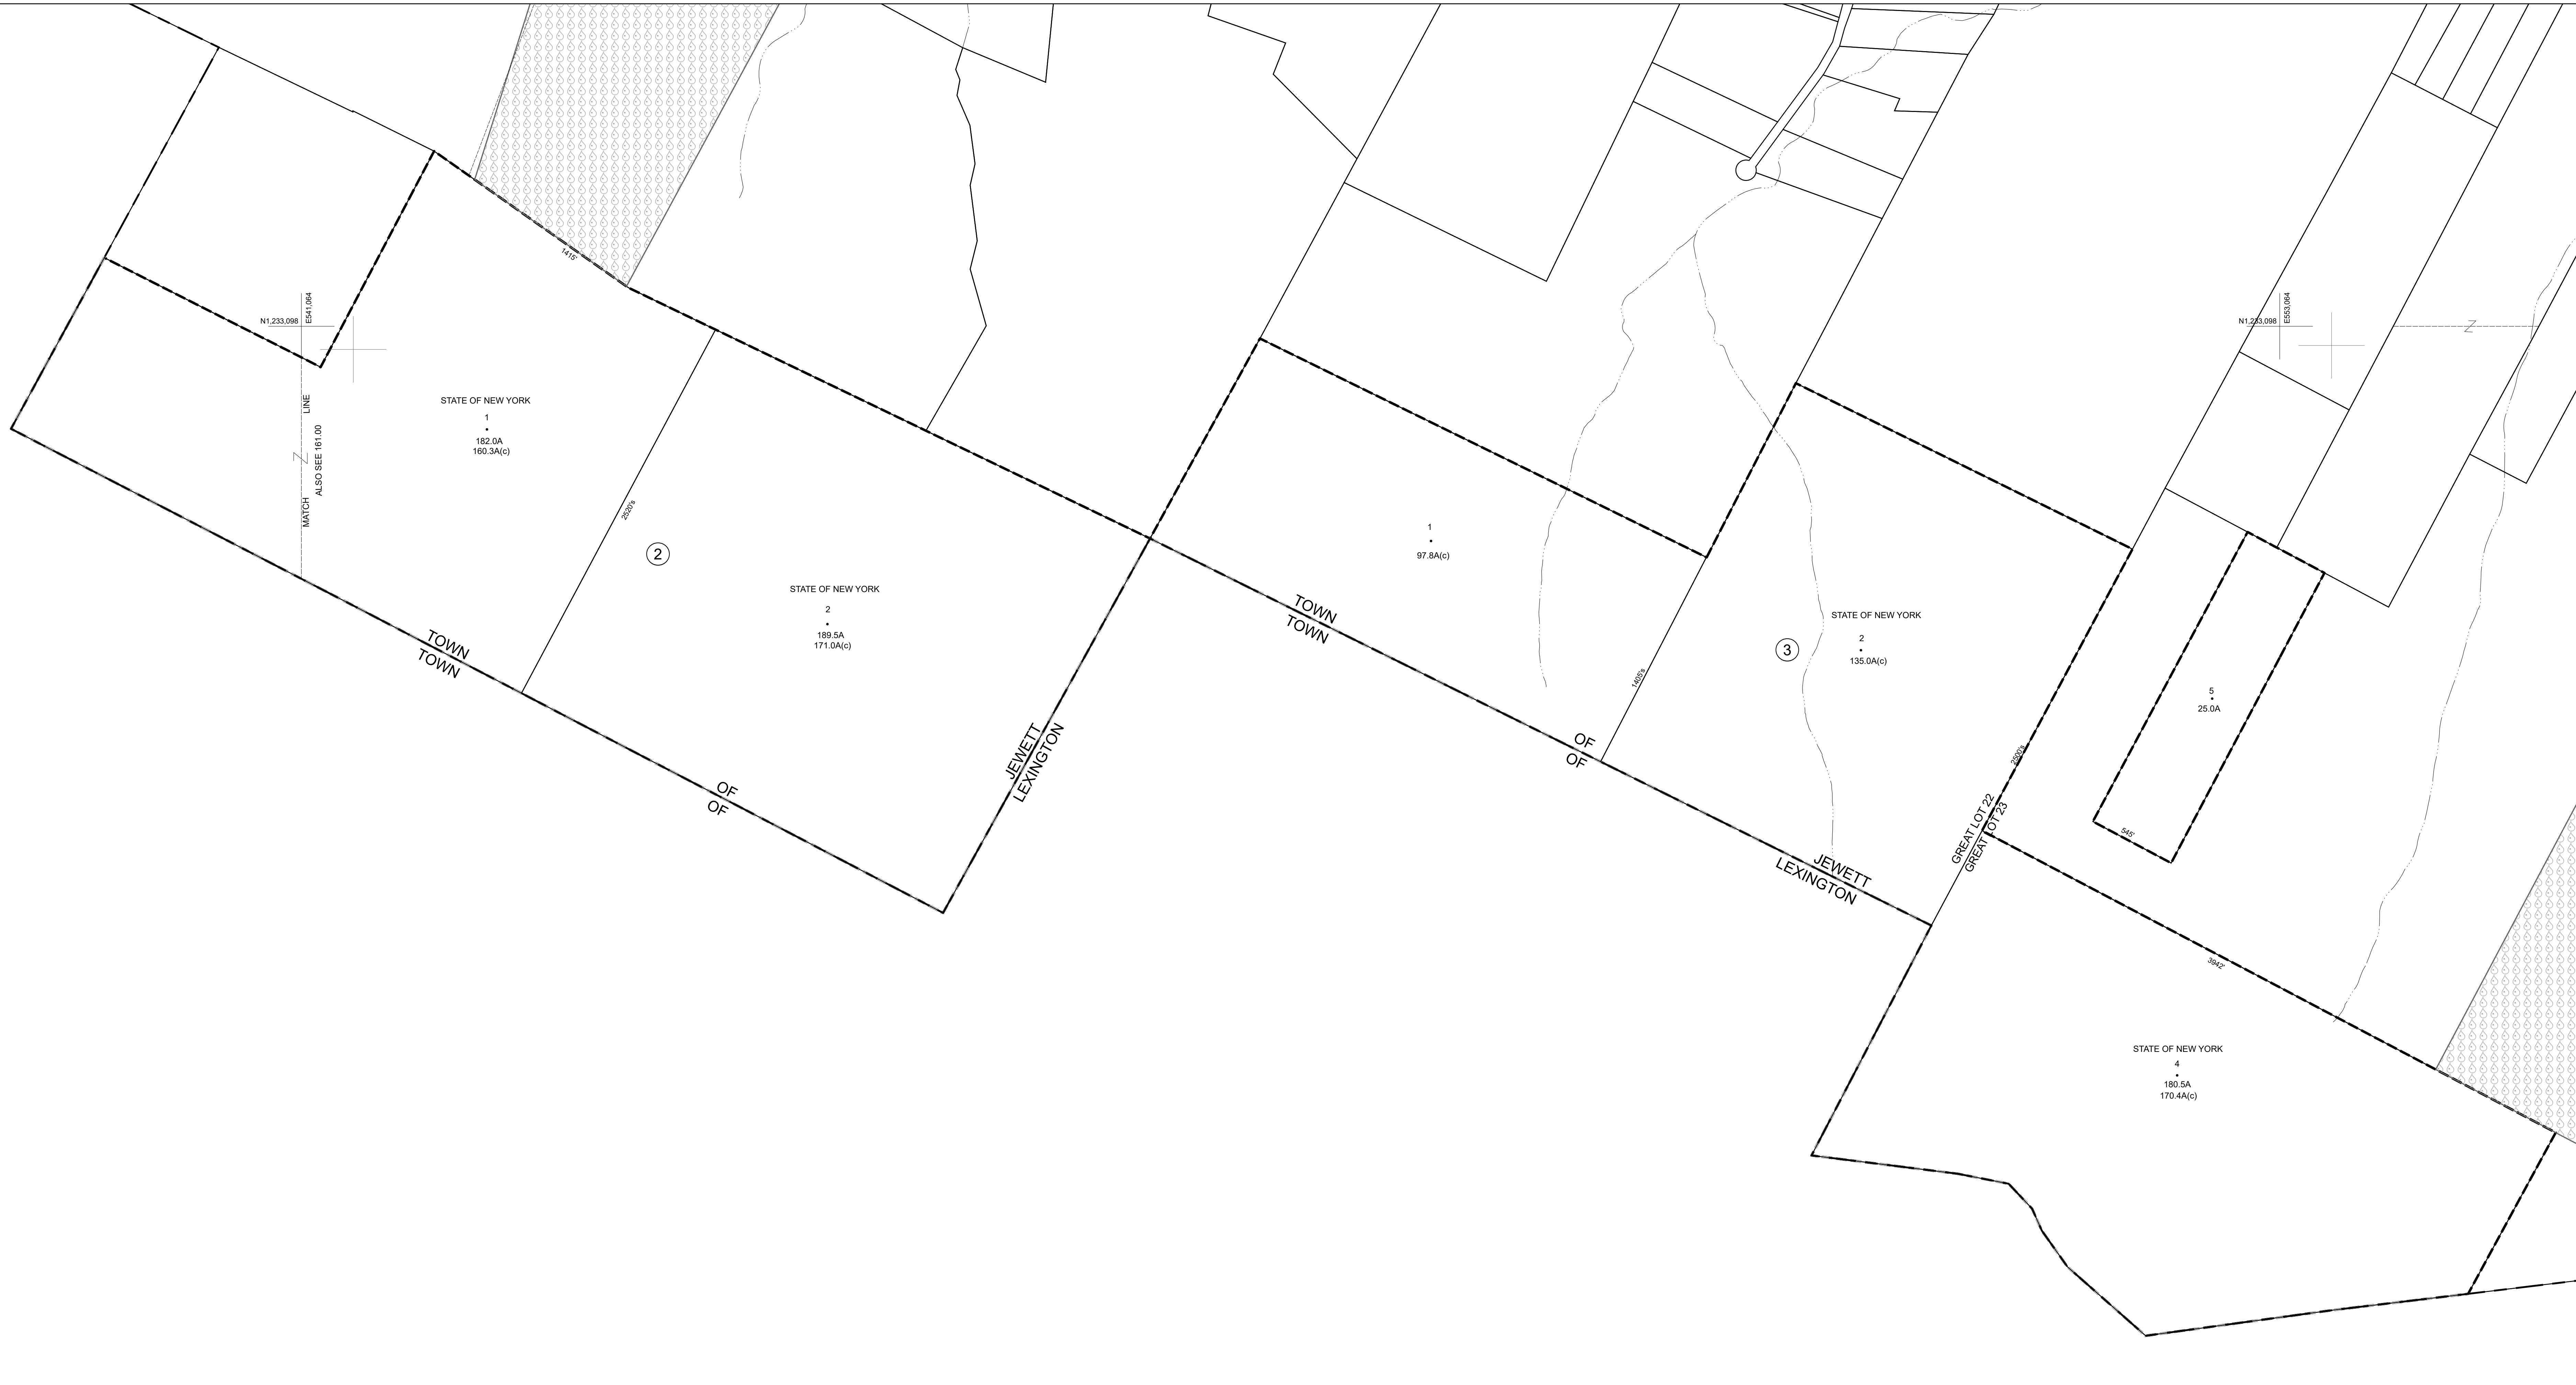 1415'
N1,233,098
E541,064
N1,233,098
E553,064
MATCH LINE
ALSO SEE 161.00
STATE OF NEW YORK
1
182.0A
160.3A(c)
2520's
2
STATE OF NEW YORK
2
189.5A
171.0A(c)
1
97.8A(c)
STATE OF NEW YORK
2
135.0A(c)
3
1405's
5
25.0A
545'
2500's
TOWN OF
TOWN OF
JEWETT
LEXINGTON
TOWN OF JEWETT
TOWN OF LEXINGTON
GREAT LOT 22
GREAT LOT 23
3942'
STATE OF NEW YORK
4
180.5A
170.4A(c)